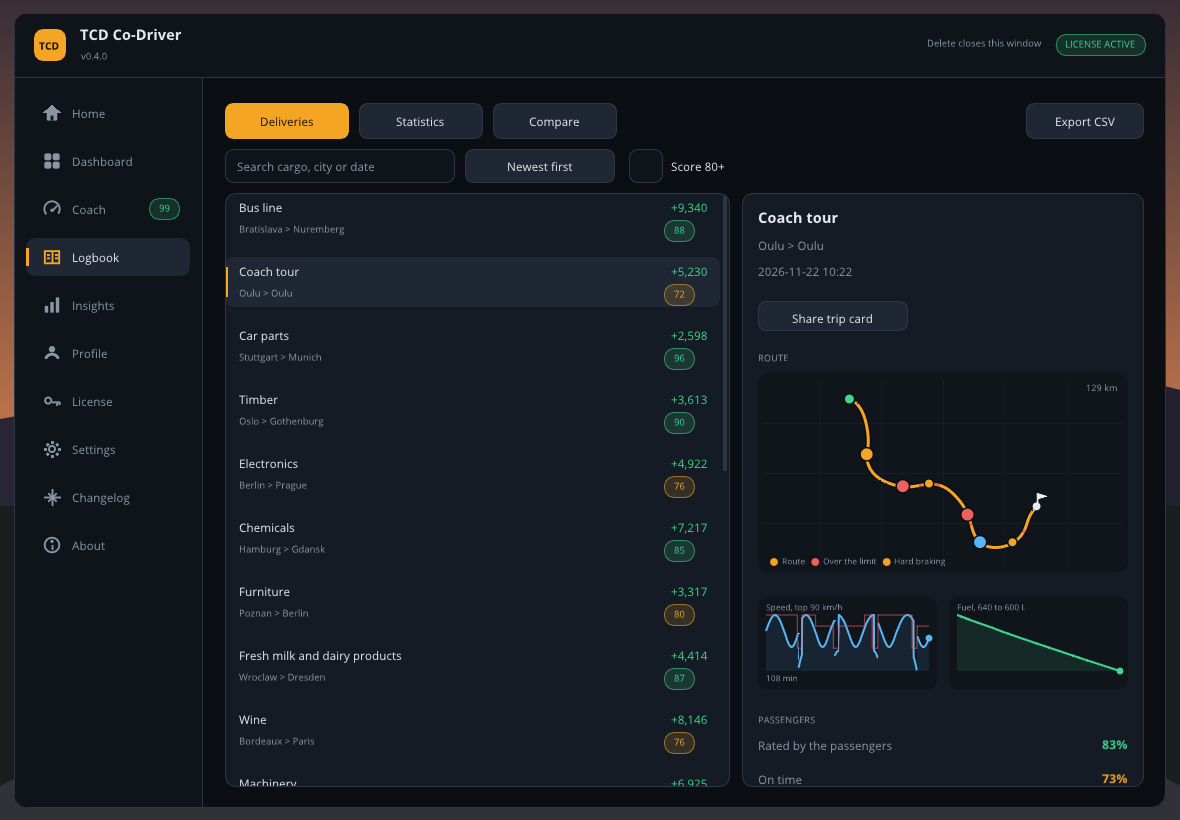 TCD
TCD Co-Driver
v0.4.0
Delete closes this window
LICENSE ACTIVE
Home
Dashboard
Coach
99
Logbook
Insights
Profile
License
Settings
Changelog
About
Deliveries
Statistics
Compare
Export CSV
Search cargo, city or date
Newest first
Score 80+
Bus line
+9,340
Bratislava > Nuremberg
88
Coach tour
+5,230
Oulu > Oulu
72
Car parts
+2,598
Stuttgart > Munich
96
Timber
+3,613
Oslo > Gothenburg
90
Electronics
+4,922
Berlin > Prague
76
Chemicals
+7,217
Hamburg > Gdansk
85
Furniture
+3,317
Poznan > Berlin
80
Fresh milk and dairy products
+4,414
Wroclaw > Dresden
87
Wine
+8,146
Bordeaux > Paris
76
Machinery
+6,925
Coach tour
Oulu > Oulu
2026-11-22 10:22
Share trip card
ROUTE
129 km
Route
Over the limit
Hard braking
Speed, top 90 km/h
108 min
Fuel, 640 to 600 L
PASSENGERS
Rated by the passengers
83%
On time
73%